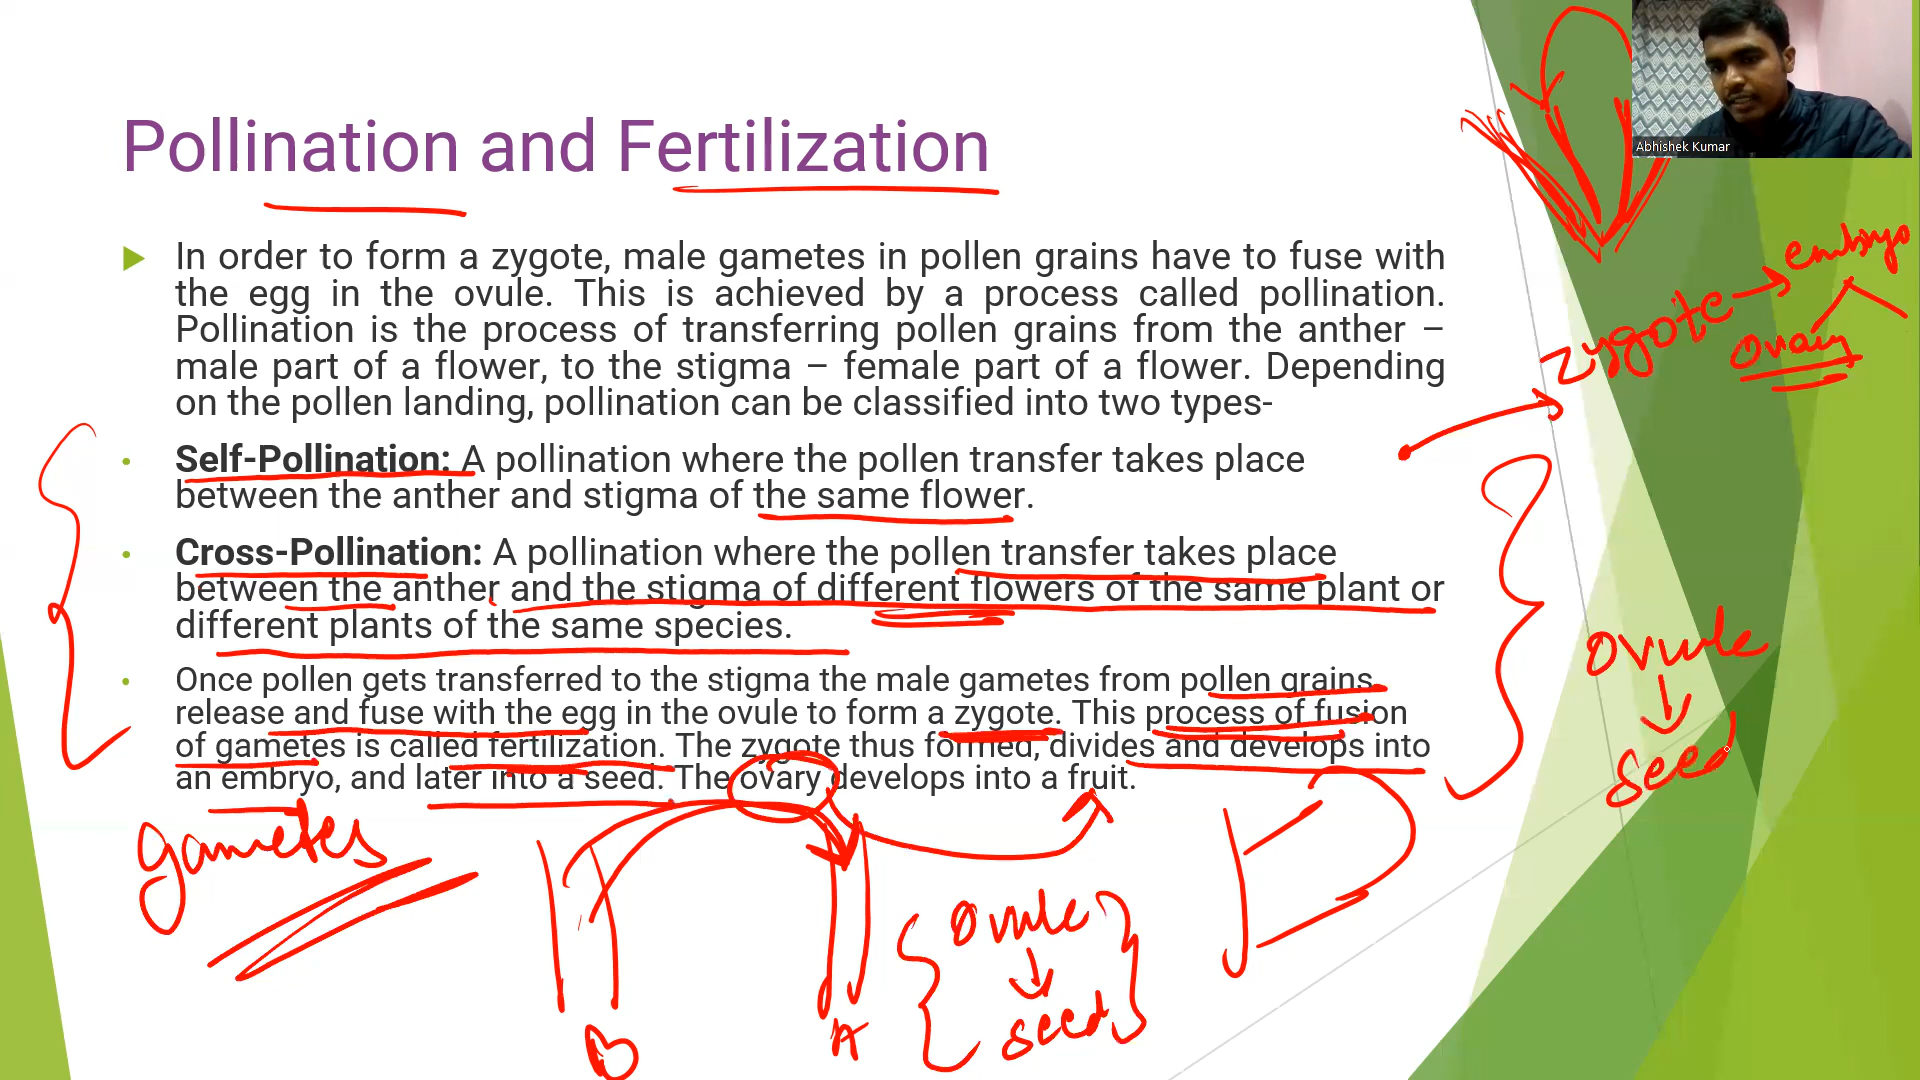 Pollination and Fertilization
In order to form a zygote, male gametes in pollen grains have to fuse with
the egg in the ovule. This is achieved by a process called pollination.
Pollination is the process of transferring pollen grains from the anther –
male part of a flower, to the stigma – female part of a flower. Depending
on the pollen landing, pollination can be classified into two types-
Self-Pollination: A pollination where the pollen transfer takes place
between the anther and stigma of the same flower.
Cross-Pollination: A pollination where the pollen transfer takes place
between the anther and the stigma of different flowers of the same plant or
different plants of the same species.
Once pollen gets transferred to the stigma the male gametes from pollen grains
release and fuse with the egg in the ovule to form a zygote. This process of fusion
of gametes is called fertilization. The zygote thus formed, divides and develops into
an embryo, and later into a seed. The ovary develops into a fruit.
gametes
B
A
ovule
seed
Abhishek Kumar
embryo
zygote
ovary
ovule
seed